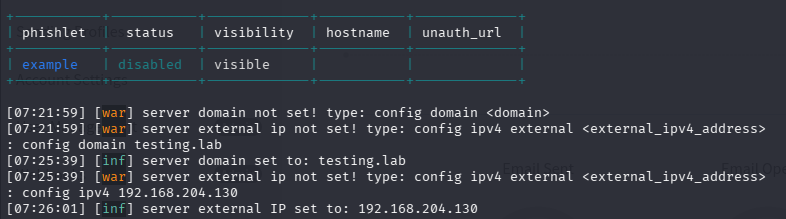 phishlet status visibility hostname unauth_url
example disabled visible
[07:21:59] [war] server domain not set! type: config domain <domain>
[07:21:59] [war] server external ip not set! type: config ipv4 external <external_ipv4_address>
: config domain testing.lab
[07:25:39] [inf] server domain set to: testing.lab
[07:25:39] [war] server external ip not set! type: config ipv4 external <external_ipv4_address>
: config ipv4 192.168.204.130
Email Sent Email Ope
[07:26:01] [inf] server external IP set to: 192.168.204.130